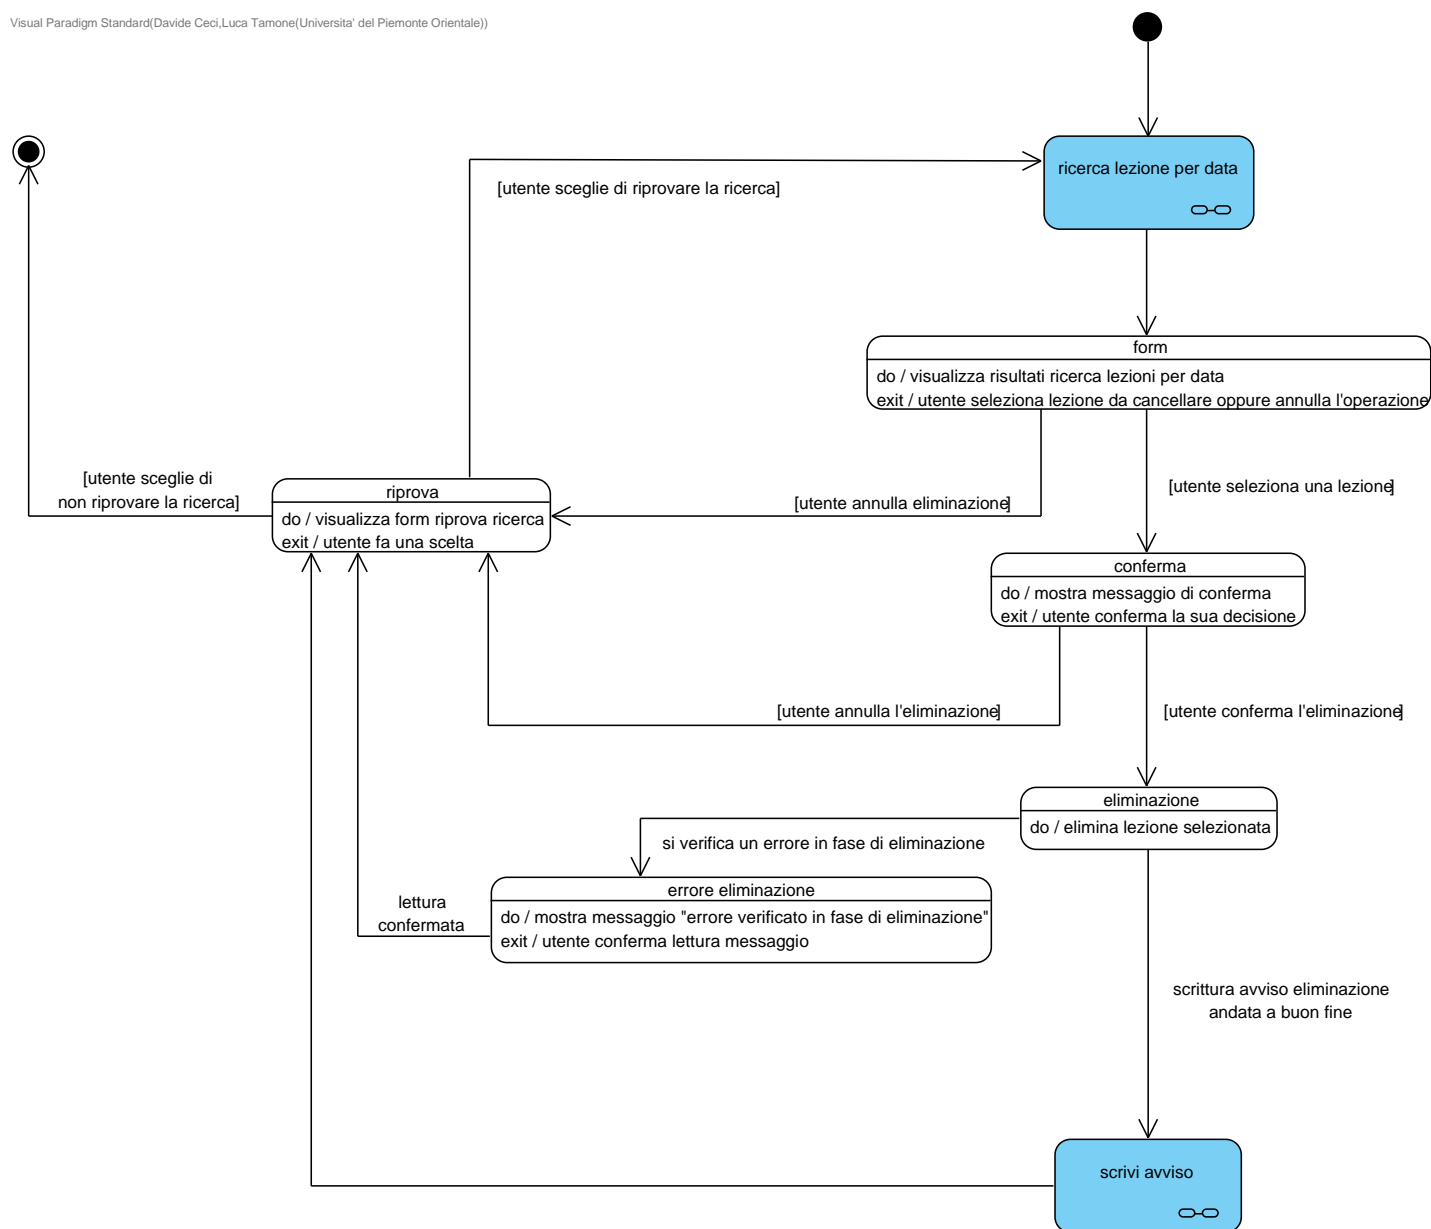 Visual Paradigm Standard(Davide Ceci,Luca Tamone(Universita' del Piemonte Orientale))
ricerca lezione per data
[utente sceglie di riprovare la ricerca]
form
do / visualizza risultati ricerca lezioni per data
exit / utente seleziona lezione da cancellare oppure annulla l'operazione
[utente sceglie di
non riprovare la ricerca]
riprova
do / visualizza form riprova ricerca
exit / utente fa una scelta
[utente annulla eliminazione]
[utente seleziona una lezione]
conferma
do / mostra messaggio di conferma
exit / utente conferma la sua decisione
[utente annulla l'eliminazione]
[utente conferma l'eliminazione]
eliminazione
do / elimina lezione selezionata
si verifica un errore in fase di eliminazione
errore eliminazione
do / mostra messaggio "errore verificato in fase di eliminazione"
exit / utente conferma lettura messaggio
lettura
confermata
scrittura avviso eliminazione
andata a buon fine
scrivi avviso